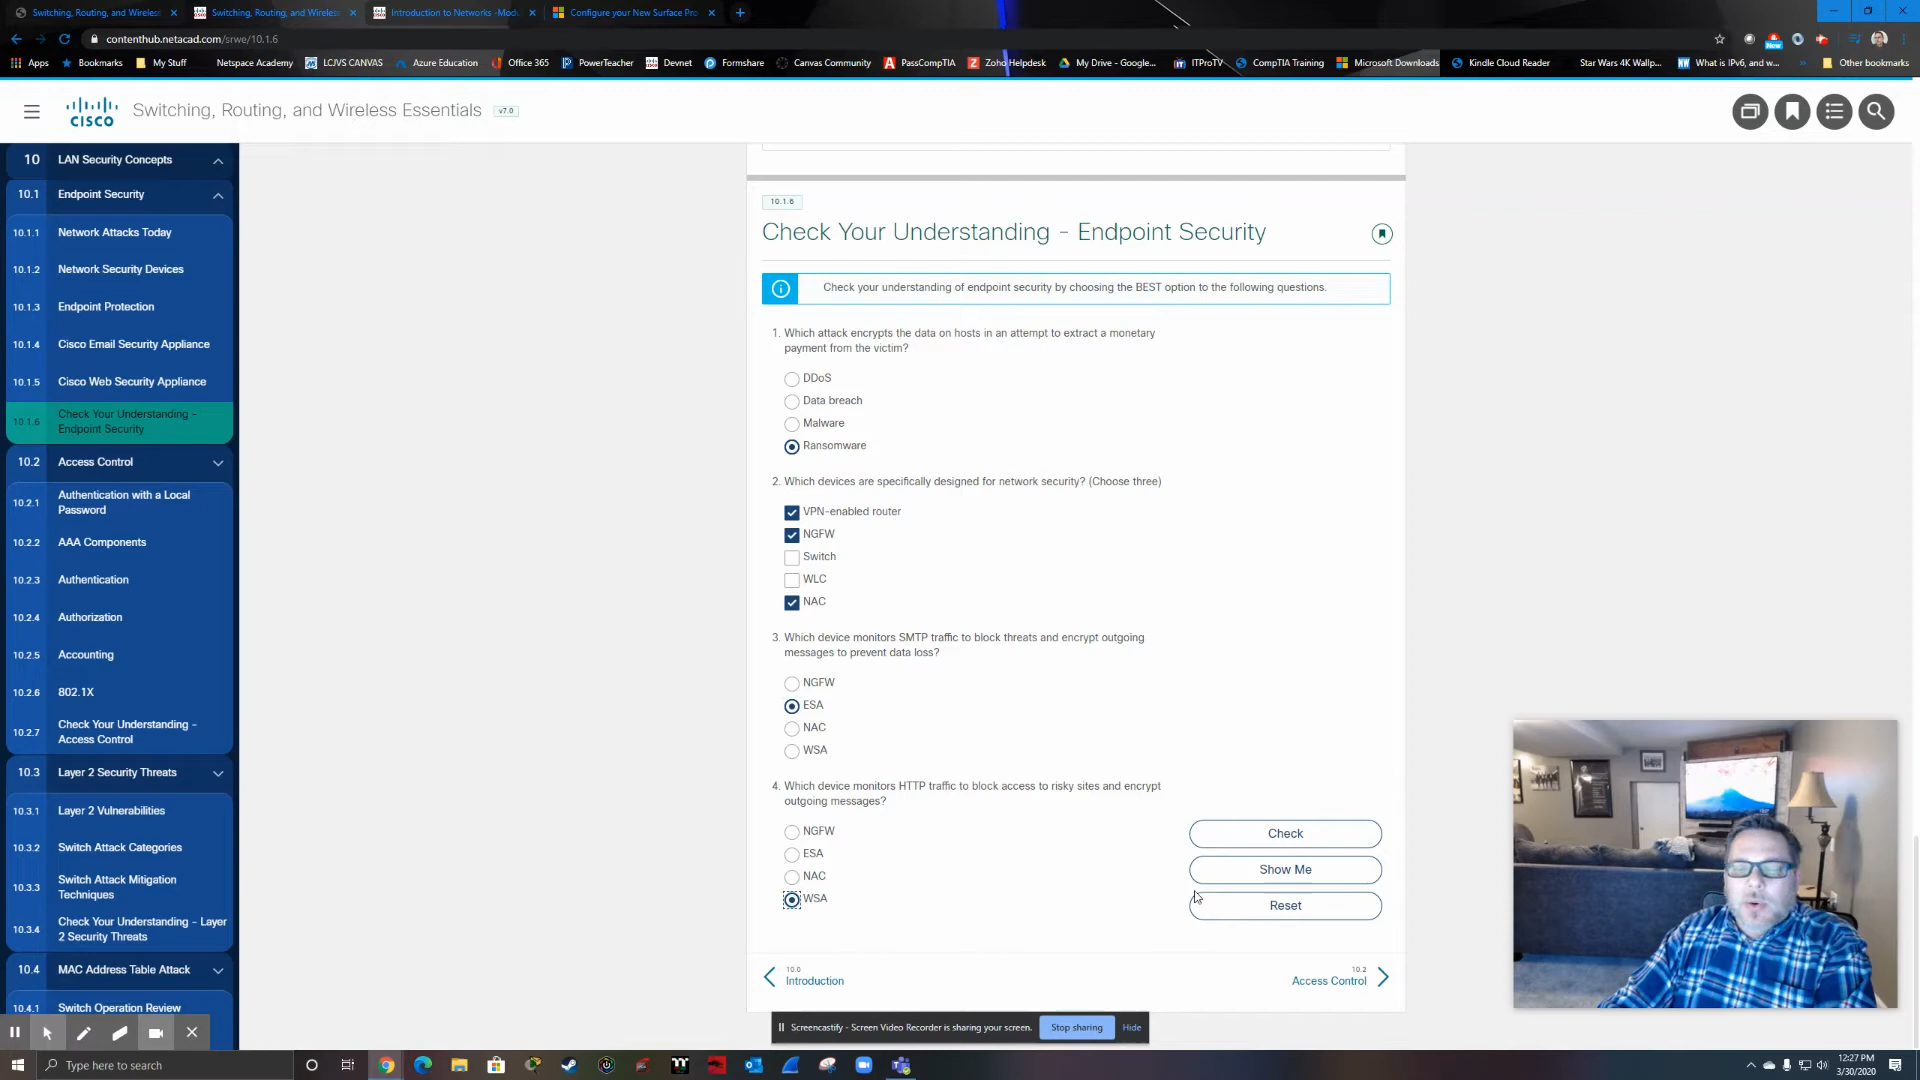 Switching, Routing, and Wireless
Switching, Routing, and Wireless
Introduction to Networks -Mod
Configure your New Surface Pro
contenthub.netacad.com/srwe/10.1.6
Apps
Bookmarks
My Stuff
Netspace Academy
LCJVS CANVAS
Azure Education
Office 365
PowerTeacher
Devnet
Formshare
Canvas Community
PassCompTIA
Zoho Helpdesk
My Drive - Google...
ITProTV
CompTIA Training
Microsoft Downloads
Kindle Cloud Reader
Star Wars 4K Wallp...
What is IPv6, and w...
Other bookmarks
CISCO
Switching, Routing, and Wireless Essentials
v7.0
10 LAN Security Concepts
10.1 Endpoint Security
10.1.1 Network Attacks Today
10.1.2 Network Security Devices
10.1.3 Endpoint Protection
10.1.4 Cisco Email Security Appliance
10.1.5 Cisco Web Security Appliance
10.1.6 Check Your Understanding -
Endpoint Security
10.2 Access Control
10.2.1 Authentication with a Local
Password
10.2.2 AAA Components
10.2.3 Authentication
10.2.4 Authorization
10.2.5 Accounting
10.2.6 802.1X
10.2.7 Check Your Understanding -
Access Control
10.3 Layer 2 Security Threats
10.3.1 Layer 2 Vulnerabilities
10.3.2 Switch Attack Categories
10.3.3 Switch Attack Mitigation
Techniques
10.3.4 Check Your Understanding - Layer
2 Security Threats
10.4 MAC Address Table Attack
10.4.1 Switch Operation Review
10.1.6
Check Your Understanding - Endpoint Security
Check your understanding of endpoint security by choosing the BEST option to the following questions.
1. Which attack encrypts the data on hosts in an attempt to extract a monetary
payment from the victim?
DDoS
Data breach
Malware
Ransomware
2. Which devices are specifically designed for network security? (Choose three)
VPN-enabled router
NGFW
Switch
WLC
NAC
3. Which device monitors SMTP traffic to block threats and encrypt outgoing
messages to prevent data loss?
NGFW
ESA
NAC
WSA
4. Which device monitors HTTP traffic to block access to risky sites and encrypt
outgoing messages?
NGFW
ESA
NAC
WSA
Check
Show Me
Reset
10.0
Introduction
10.2
Access Control
Screencastify - Screen Video Recorder is sharing your screen.
Stop sharing
Hide
Type here to search
12:27 PM
3/30/2020